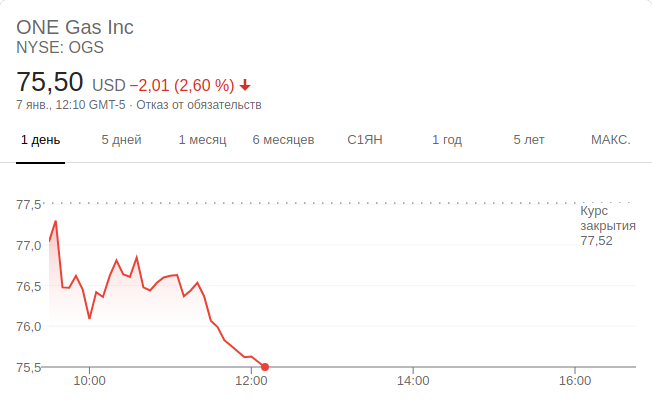 ONE Gas Inc
NYSE: OGS
75,50 USD −2,01 (2,60 %)
7 янв., 12:10 GMT-5 · Отказ от обязательств
1 день 5 дней 1 месяц 6 месяцев С1ЯН 1 год 5 лет МАКС.
77,5
Курс
закрытия
77,52
77,0
76,5
76,0
75,5
10:00 12:00 14:00 16:00